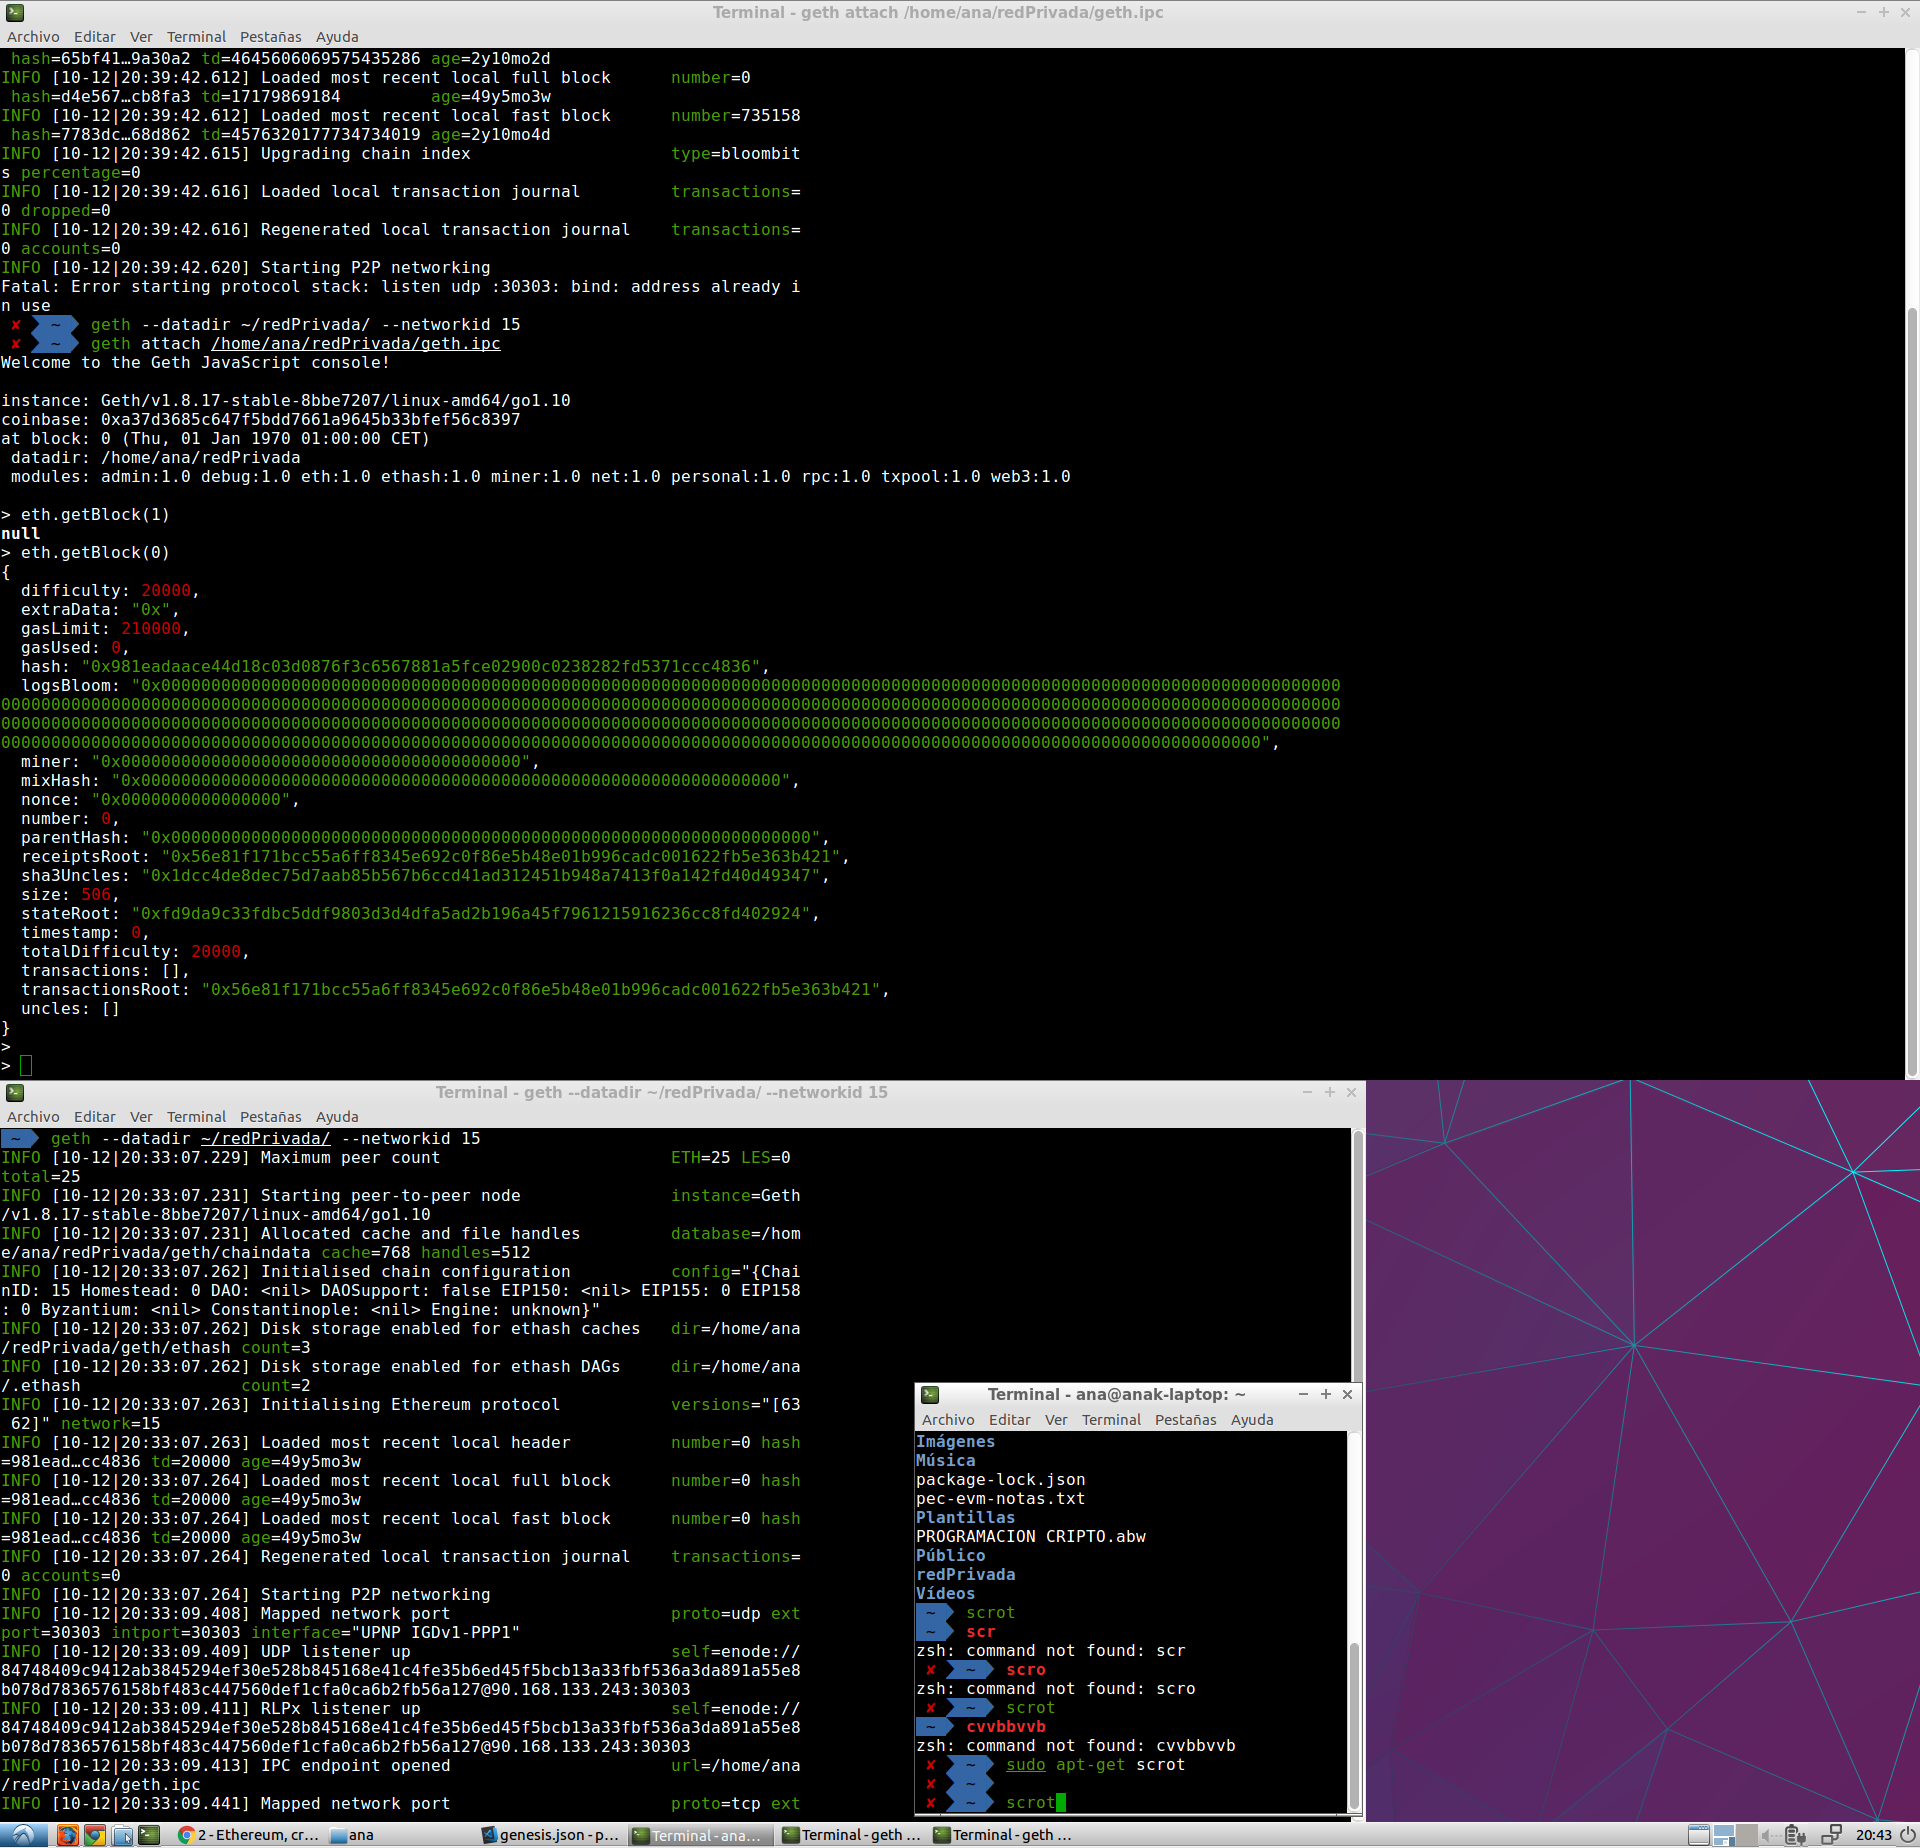 Terminal - geth attach /home/ana/redPrivada/geth.ipc
Archivo Editar Ver Terminal Pestañas Ayuda
hash=65bf41…9a30a2 td=4645606069575435286 age=2y10mo2d
INFO [10-12|20:39:42.612] Loaded most recent local full block number=0
hash=d4e567…cb8fa3 td=17179869184 age=49y5mo3w
INFO [10-12|20:39:42.612] Loaded most recent local fast block number=735158
hash=7783dc…68d862 td=4576320177734734019 age=2y10mo4d
INFO [10-12|20:39:42.615] Upgrading chain index type=bloombit
s percentage=0
INFO [10-12|20:39:42.616] Loaded local transaction journal transactions=
0 dropped=0
INFO [10-12|20:39:42.616] Regenerated local transaction journal transactions=
0 accounts=0
INFO [10-12|20:39:42.620] Starting P2P networking
Fatal: Error starting protocol stack: listen udp :30303: bind: address already i
n use
✘ ~ geth --datadir ~/redPrivada/ --networkid 15
✘ ~ geth attach /home/ana/redPrivada/geth.ipc
Welcome to the Geth JavaScript console!
instance: Geth/v1.8.17-stable-8bbe7207/linux-amd64/go1.10
coinbase: 0xa37d3685c647f5bdd7661a9645b33bfef56c8397
at block: 0 (Thu, 01 Jan 1970 01:00:00 CET)
datadir: /home/ana/redPrivada
modules: admin:1.0 debug:1.0 eth:1.0 ethash:1.0 miner:1.0 net:1.0 personal:1.0 rpc:1.0 txpool:1.0 web3:1.0
> eth.getBlock(1)
null
> eth.getBlock(0)
{
difficulty: 20000,
extraData: "0x",
gasLimit: 210000,
gasUsed: 0,
hash: "0x981eadaace44d18c03d0876f3c6567881a5fce02900c0238282fd5371ccc4836",
logsBloom: "0x00000000000000000000000000000000000000000000000000000000000000000000000000000000000000000000000000000000000000000000
00000000000000000000000000000000000000000000000000000000000000000000000000000000000000000000000000000000000000000000000000000000000000
00000000000000000000000000000000000000000000000000000000000000000000000000000000000000000000000000000000000000000000000000000000000000
000000000000000000000000000000000000000000000000000000000000000000000000000000000000000000000000000000000000000000000000000000",
miner: "0x0000000000000000000000000000000000000000",
mixHash: "0x0000000000000000000000000000000000000000000000000000000000000000",
nonce: "0x0000000000000000",
number: 0,
parentHash: "0x0000000000000000000000000000000000000000000000000000000000000000",
receiptsRoot: "0x56e81f171bcc55a6ff8345e692c0f86e5b48e01b996cadc001622fb5e363b421",
sha3Uncles: "0x1dcc4de8dec75d7aab85b567b6ccd41ad312451b948a7413f0a142fd40d49347",
size: 506,
stateRoot: "0xfd9da9c33fdbc5ddf9803d3d4dfa5ad2b196a45f7961215916236cc8fd402924",
timestamp: 0,
totalDifficulty: 20000,
transactions: [],
transactionsRoot: "0x56e81f171bcc55a6ff8345e692c0f86e5b48e01b996cadc001622fb5e363b421",
uncles: []
}
>
>
Terminal - geth --datadir ~/redPrivada/ --networkid 15
Archivo Editar Ver Terminal Pestañas Ayuda
~ geth --datadir ~/redPrivada/ --networkid 15
INFO [10-12|20:33:07.229] Maximum peer count ETH=25 LES=0
total=25
INFO [10-12|20:33:07.231] Starting peer-to-peer node instance=Geth
/v1.8.17-stable-8bbe7207/linux-amd64/go1.10
INFO [10-12|20:33:07.231] Allocated cache and file handles database=/hom
e/ana/redPrivada/geth/chaindata cache=768 handles=512
INFO [10-12|20:33:07.262] Initialised chain configuration config="{Chai
nID: 15 Homestead: 0 DAO: <nil> DAOSupport: false EIP150: <nil> EIP155: 0 EIP158
: 0 Byzantium: <nil> Constantinople: <nil> Engine: unknown}"
INFO [10-12|20:33:07.262] Disk storage enabled for ethash caches dir=/home/ana
/redPrivada/geth/ethash count=3
INFO [10-12|20:33:07.262] Disk storage enabled for ethash DAGs dir=/home/ana
/.ethash count=2
INFO [10-12|20:33:07.263] Initialising Ethereum protocol versions="[63
62]" network=15
INFO [10-12|20:33:07.263] Loaded most recent local header number=0 hash
=981ead…cc4836 td=20000 age=49y5mo3w
INFO [10-12|20:33:07.264] Loaded most recent local full block number=0 hash
=981ead…cc4836 td=20000 age=49y5mo3w
INFO [10-12|20:33:07.264] Loaded most recent local fast block number=0 hash
=981ead…cc4836 td=20000 age=49y5mo3w
INFO [10-12|20:33:07.264] Regenerated local transaction journal transactions=
0 accounts=0
INFO [10-12|20:33:07.264] Starting P2P networking
INFO [10-12|20:33:09.408] Mapped network port proto=udp ext
port=30303 intport=30303 interface="UPNP IGDv1-PPP1"
INFO [10-12|20:33:09.409] UDP listener up self=enode://
84748409c9412ab3845294ef30e528b845168e41c4fe35b6ed45f5bcb13a33fbf536a3da891a55e8
b078d7836576158bf483c447560def1cfa0ca6b2fb56a127@90.168.133.243:30303
INFO [10-12|20:33:09.411] RLPx listener up self=enode://
84748409c9412ab3845294ef30e528b845168e41c4fe35b6ed45f5bcb13a33fbf536a3da891a55e8
b078d7836576158bf483c447560def1cfa0ca6b2fb56a127@90.168.133.243:30303
INFO [10-12|20:33:09.413] IPC endpoint opened url=/home/ana
/redPrivada/geth.ipc
INFO [10-12|20:33:09.441] Mapped network port proto=tcp ext
Terminal - ana@anak-laptop: ~
Archivo Editar Ver Terminal Pestañas Ayuda
Imágenes
Música
package-lock.json
pec-evm-notas.txt
Plantillas
PROGRAMACION CRIPTO.abw
Público
redPrivada
Vídeos
~ scrot
~ scr
zsh: command not found: scr
✘ ~ scro
zsh: command not found: scro
✘ ~ scrot
~ cvvbbvvb
zsh: command not found: cvvbbvvb
✘ ~ sudo apt-get scrot
✘ ~
✘ ~ scrot
2 - Ethereum, cr... ana genesis.json - p... Terminal - ana... Terminal - geth ... Terminal - geth ... 20:43